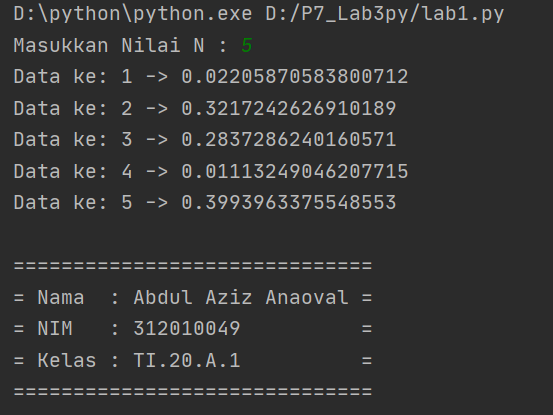 D:\python\python.exe D:/P7_Lab3py/lab1.py
Masukkan Nilai N : 5
Data ke: 1 -> 0.02205870583800712
Data ke: 2 -> 0.3217242626910189
Data ke: 3 -> 0.2837286240160571
Data ke: 4 -> 0.01113249046207715
Data ke: 5 -> 0.3993963375548553
==============================
= Nama  : Abdul Aziz Anaoval =
= NIM   : 312010049          =
= Kelas : TI.20.A.1          =
==============================